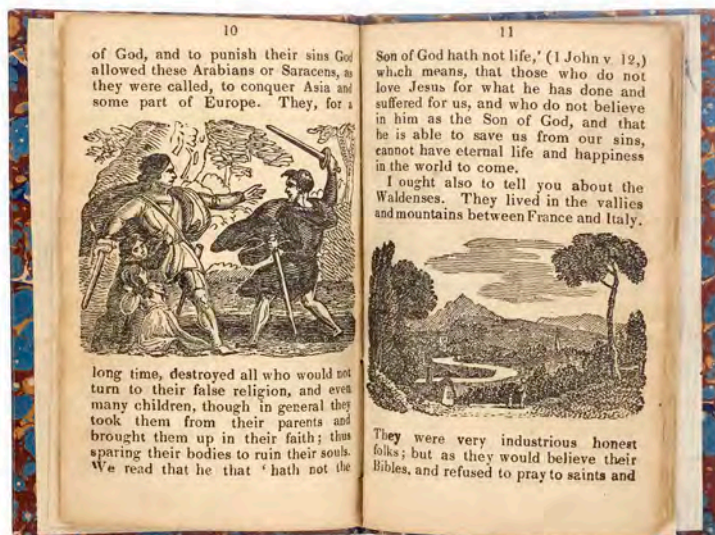 10
of God, and to punish their sins God
allowed these Arabians or Saracens, as
they were called, to conquer Asia and
some part of Europe. They, for a
long time, destroyed all who would not
turn to their false religion, and even
many children, though in general they
took them from their parents and
brought them up in their faith; thus
sparing their bodies to ruin their souls.
We read that he that ‘hath not the
11
Son of God hath not life,’ (I John v. 12,)
which means, that those who do not
love Jesus for what he has done and
suffered for us, and who do not believe
in him as the Son of God, and that
he is able to save us from our sins,
cannot have eternal life and happiness
in the world to come.
I ought also to tell you about the
Waldenses. They lived in the vallies
and mountains between France and Italy.
They were very industrious honest
folks; but as they would believe their
Bibles, and refused to pray to saints and